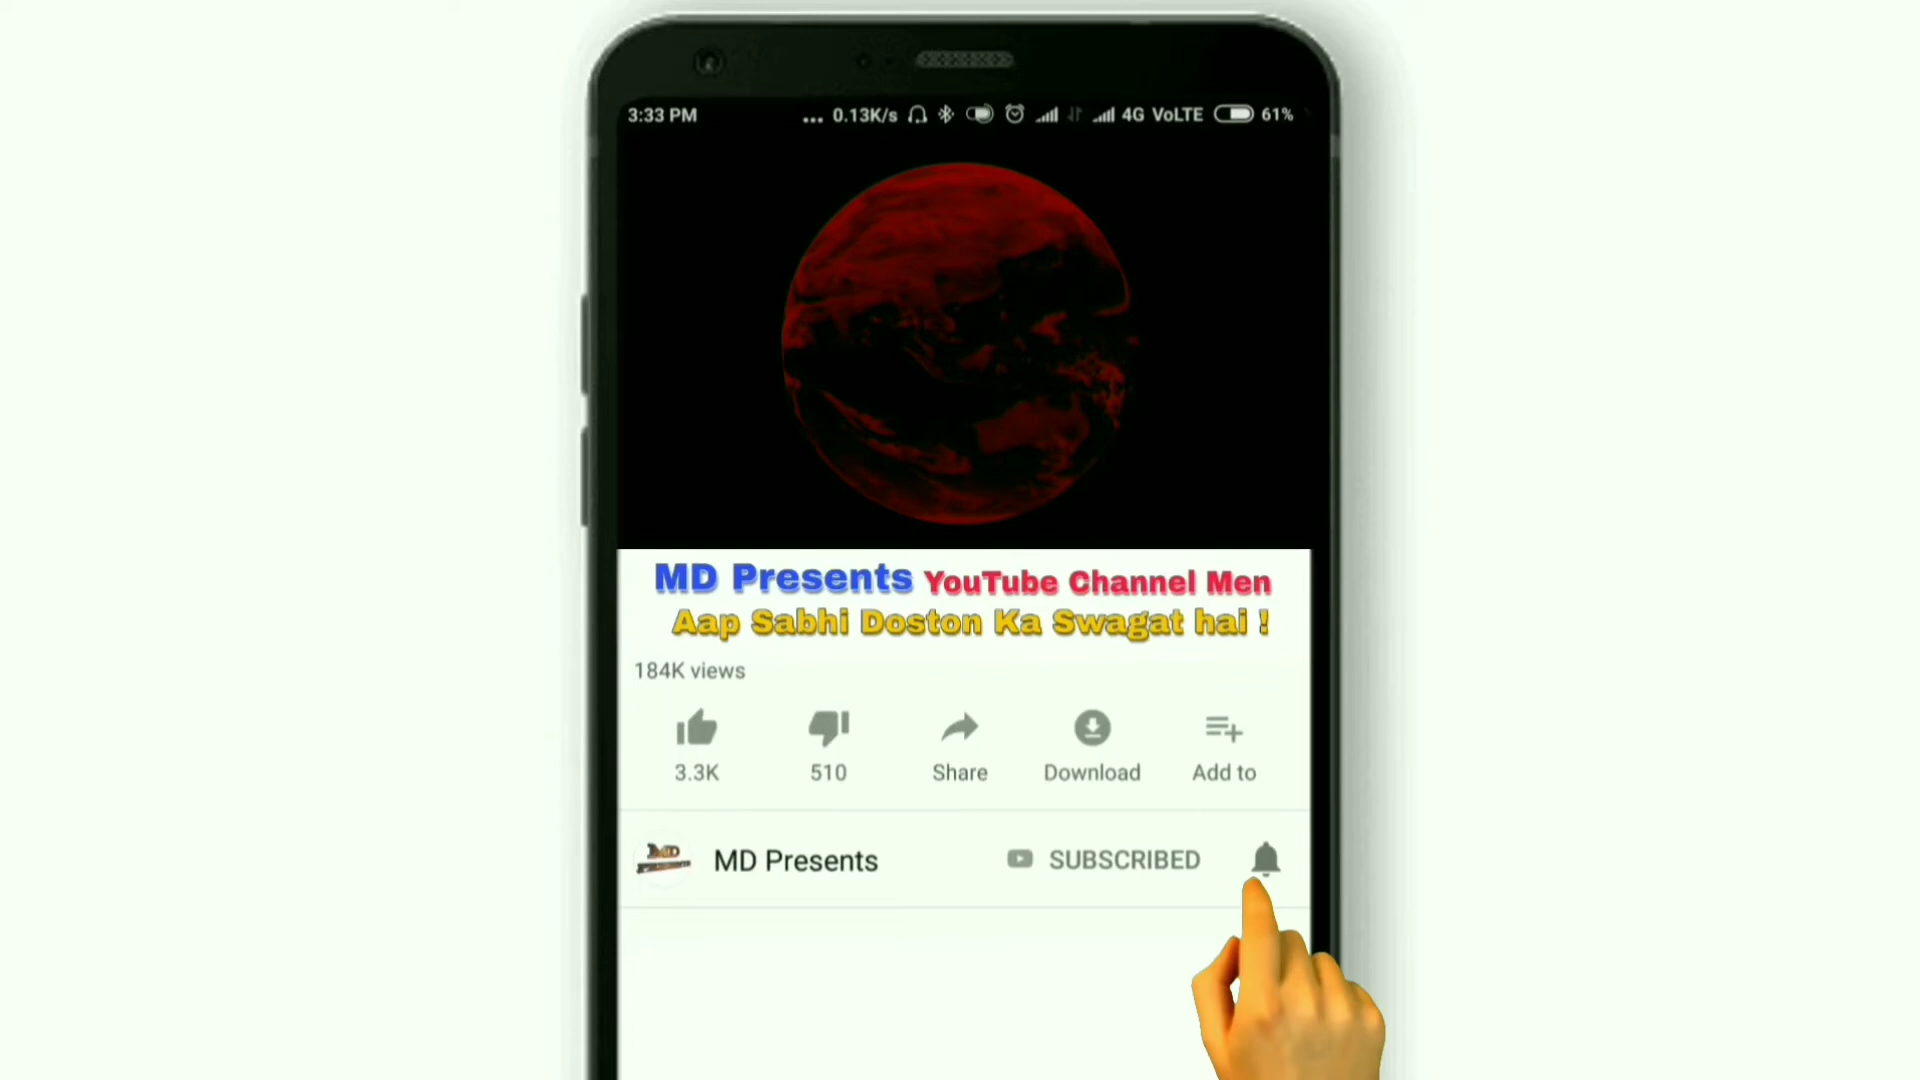 3:33 PM ... 0.13K/s 4G VoLTE 61%
MD Presents YouTube Channel Men
Aap Sabhi Doston Ka Swagat hai !
184K views
3.3K 510 Share Download Add to
MD
MD Presents SUBSCRIBED